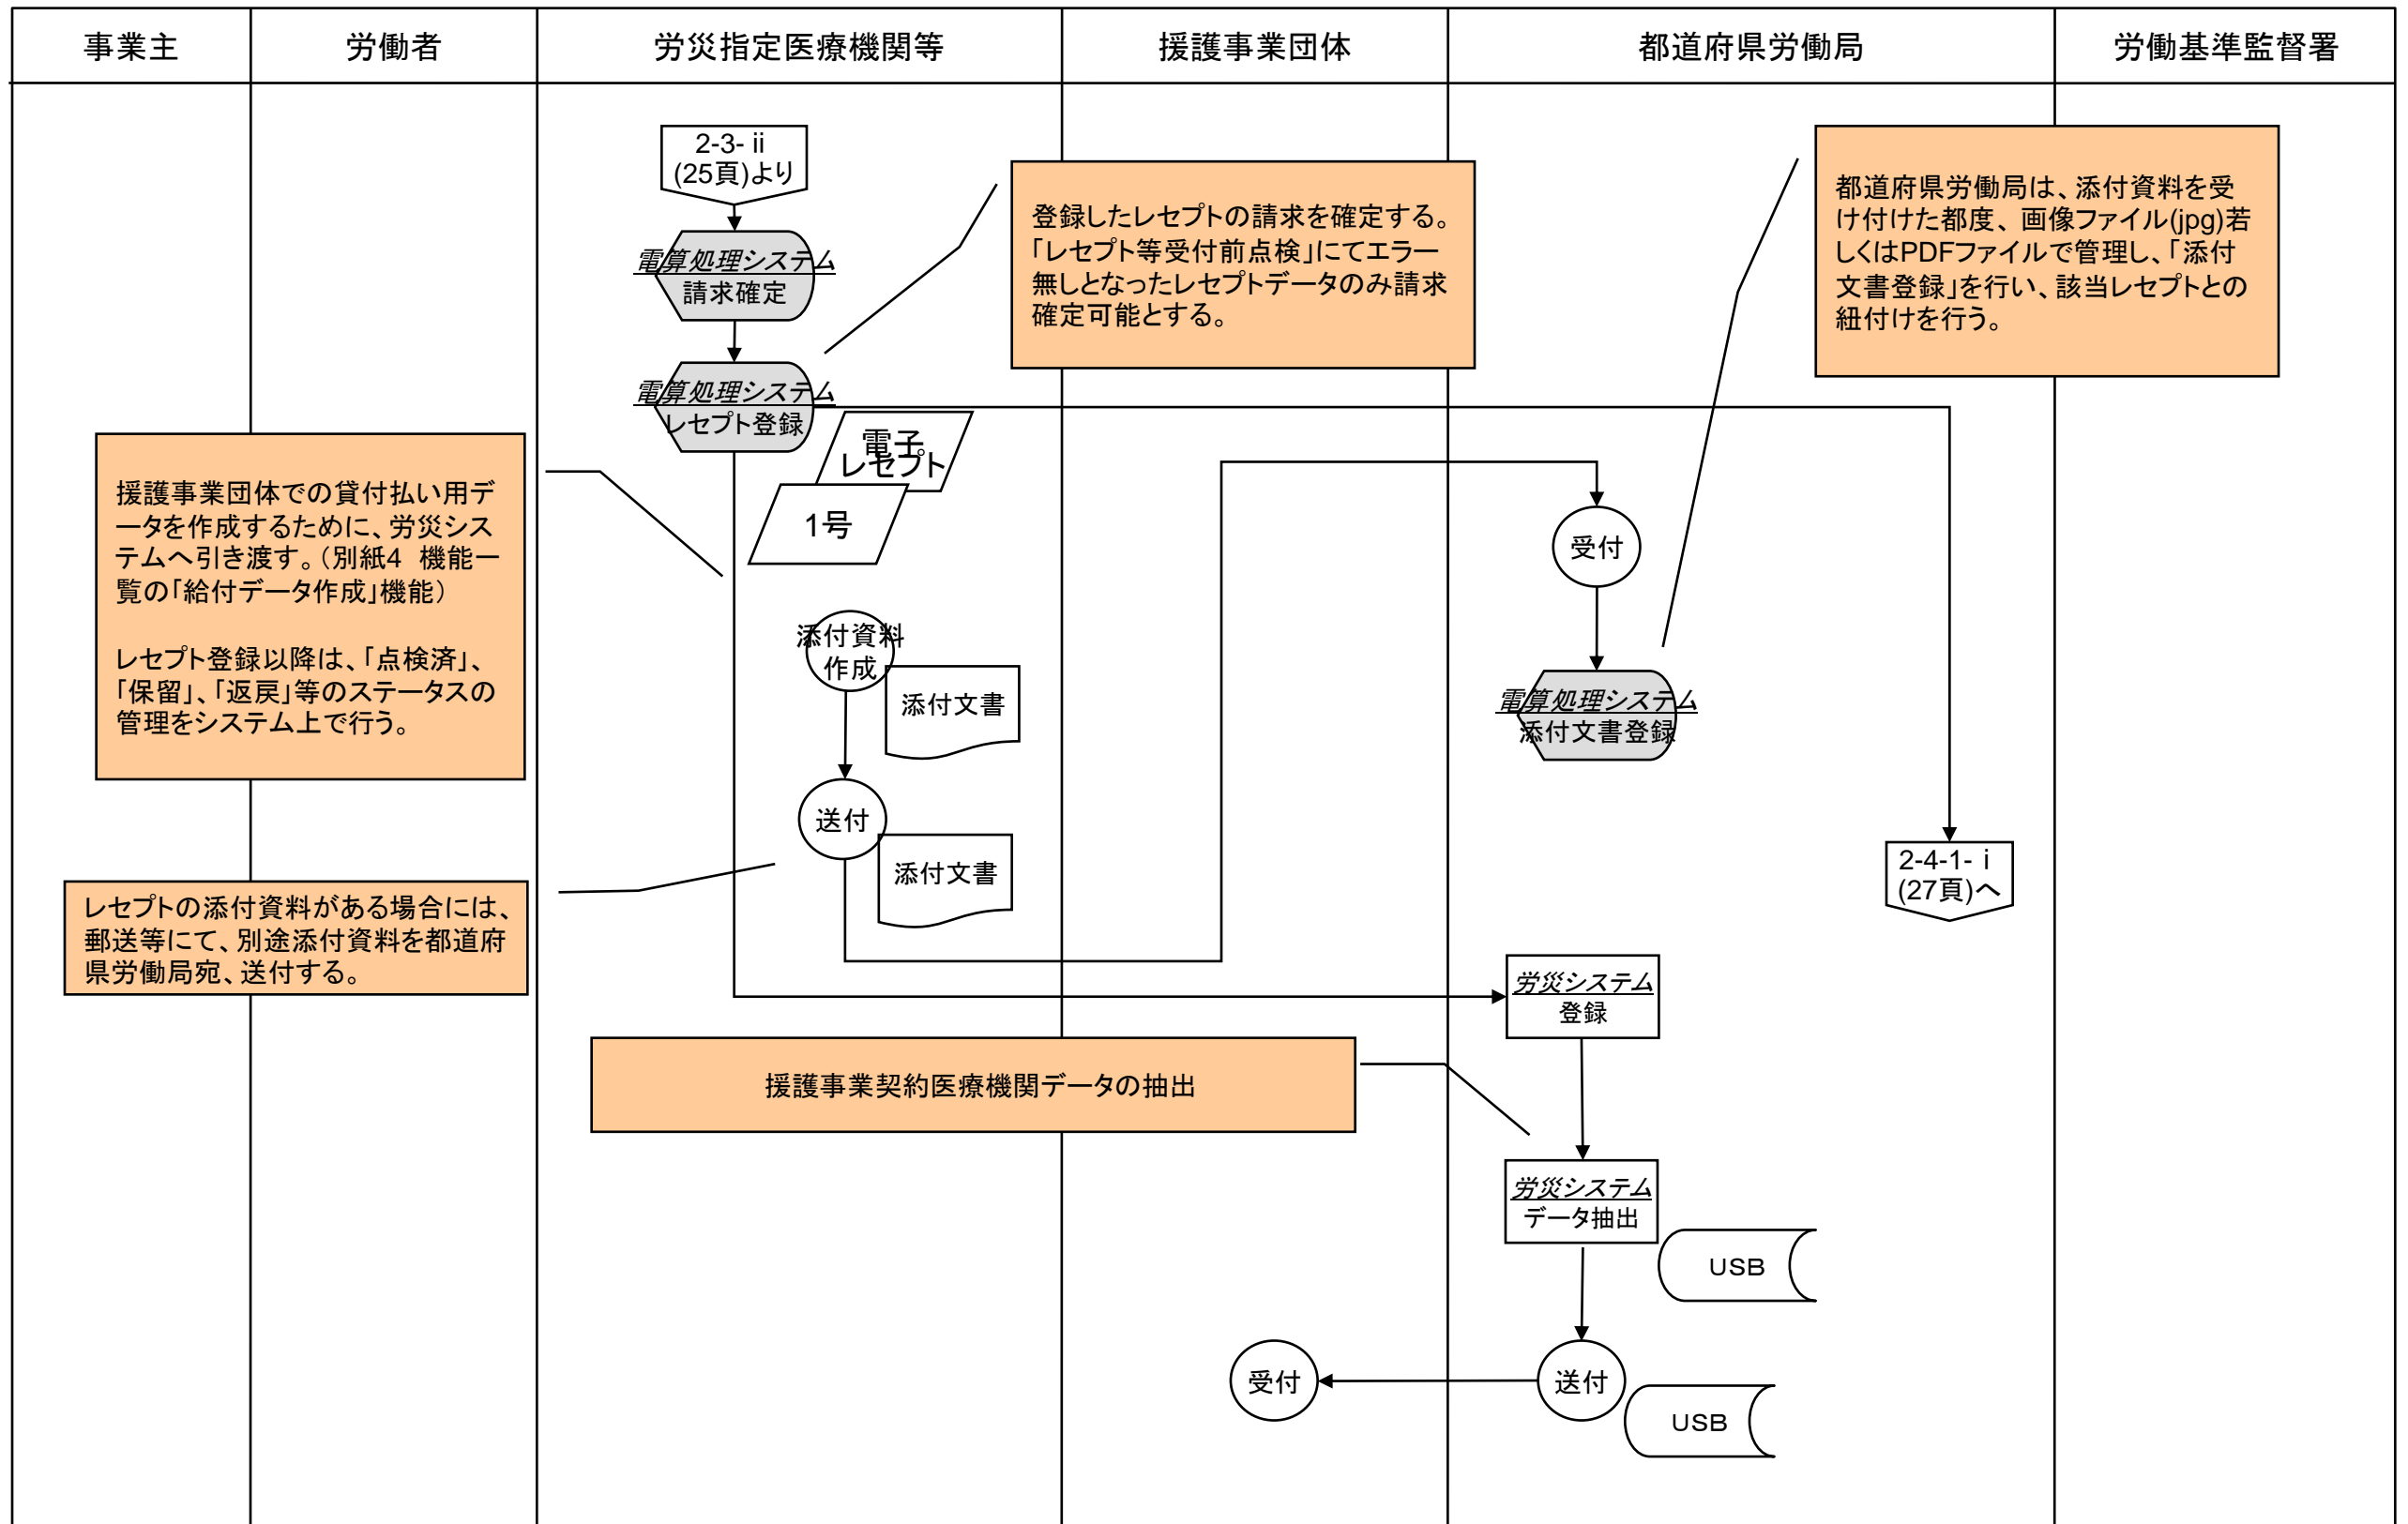 事業主
労働者
労災指定医療機関等
援護事業団体
都道府県労働局
労働基準監督署
2-3-ⅱ
(25頁)より
電算処理システム
請求確定
電算処理システム
レセプト登録
電子。
レセプト
1号
登録したレセプトの請求を確定する。
「レセプト等受付前点検」にてエラー
無しとなったレセプトデータのみ請求
確定可能とする。
都道府県労働局は、添付資料を受
け付けた都度、画像ファイル(jpg)若
しくはPDFファイルで管理し、「添付
文書登録」を行い、該当レセプトとの
紐付けを行う。
援護事業団体での貸付払い用デ
ータを作成するために、労災シス
テムへ引き渡す。（別紙4　機能一
覧の「給付データ作成」機能）
レセプト登録以降は、「点検済」、
「保留」、「返戻」等のステータスの
管理をシステム上で行う。
添付資料
作成
添付文書
送付
添付文書
受付
電算処理システム
添付文書登録
2-4-1-ⅰ
(27頁)へ
レセプトの添付資料がある場合には、
郵送等にて、別途添付資料を都道府
県労働局宛、送付する。
労災システム
登録
援護事業契約医療機関データの抽出
労災システム
データ抽出
USB
受付
送付
USB